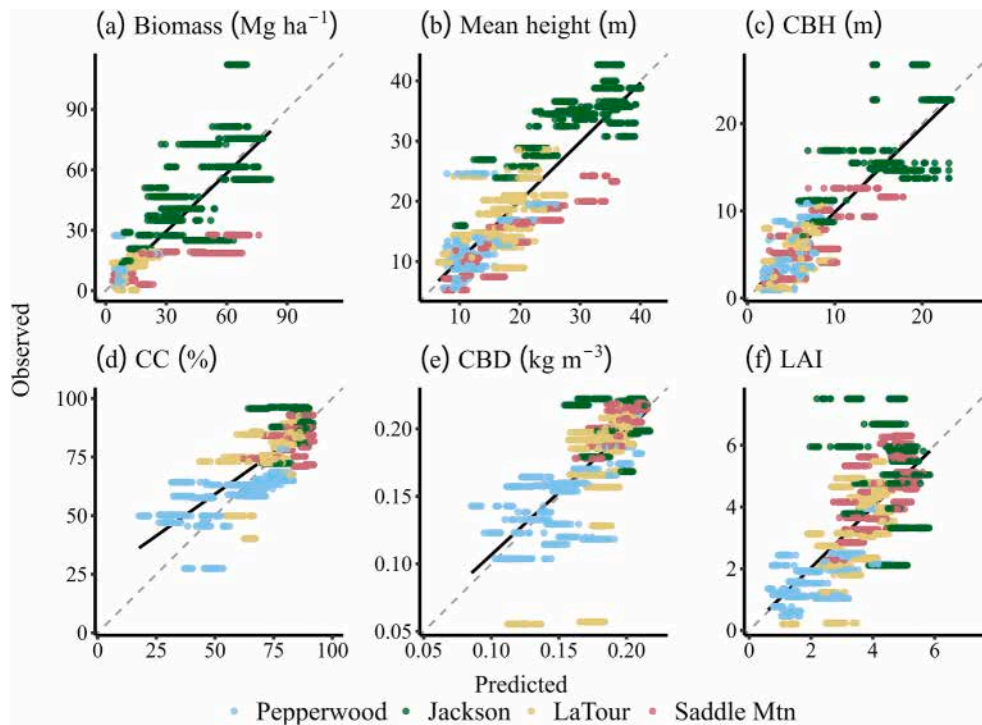 (a) Biomass (Mg ha⁻¹) (b) Mean height (m) (c) CBH (m)
90
60
30
0
0 30 60 90
40
30
20
10
10 20 30 40
20
10
0
0 10 20
Observed
(d) CC (%) (e) CBD (kg m⁻³) (f) LAI
100
75
50
25
0
0 25 50 75 100
0.20
0.15
0.10
0.05
0.05 0.10 0.15 0.20
6
4
2
0
0 2 4 6
Predicted
Pepperwood Jackson LaTour Saddle Mtn